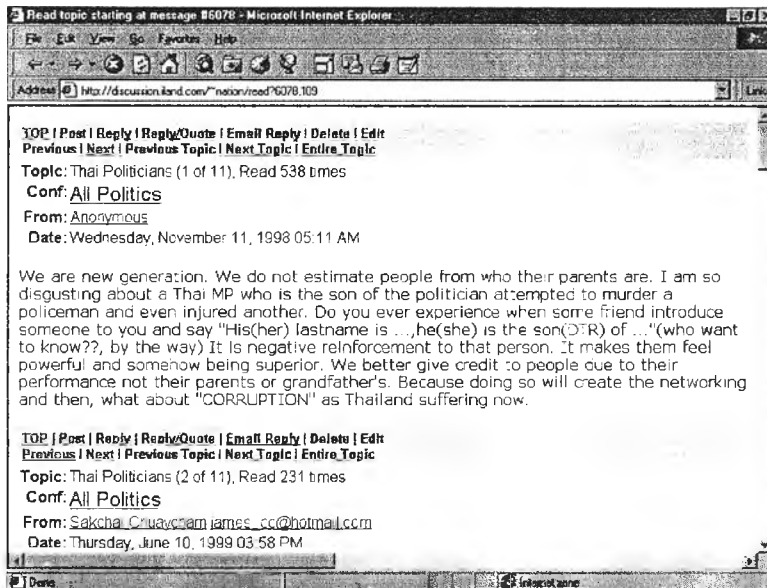 Read topic starting at message #6078 - Microsoft Internet Explorer
File Edit View Go Favorites Help
Address http://discussion.iland.com/~nation/read?6078,109 Link
TOP | Post | Reply | Reply/Quote | Email Reply | Delete | Edit
Previous | Next | Previous Topic | Next Topic | Entire Topic
Topic: Thai Politicians (1 of 11), Read 538 times
Conf: All Politics
From: Anonymous
Date: Wednesday, November 11, 1998 05:11 AM
We are new generation. We do not estimate people from who their parents are. I am so
disgusting about a Thai MP who is the son of the politician attempted to murder a
policeman and even injured another. Do you ever experience when some friend introduce
someone to you and say "His(her) lastname is ...,he(she) is the son(DTR) of ..."(who want
to know??, by the way) It is negative reinforcement to that person. It makes them feel
powerful and somehow being superior. We better give credit to people due to their
performance not their parents or grandfather's. Because doing so will create the networking
and then, what about "CORRUPTION" as Thailand suffering now.
TOP | Post | Reply | Reply/Quote | Email Reply | Delete | Edit
Previous | Next | Previous Topic | Next Topic | Entire Topic
Topic: Thai Politicians (2 of 11), Read 231 times
Conf: All Politics
From: Sakchai james_cc@hotmail.com
Date: Thursday, June 10, 1999 03:58 PM
Done Internet zone